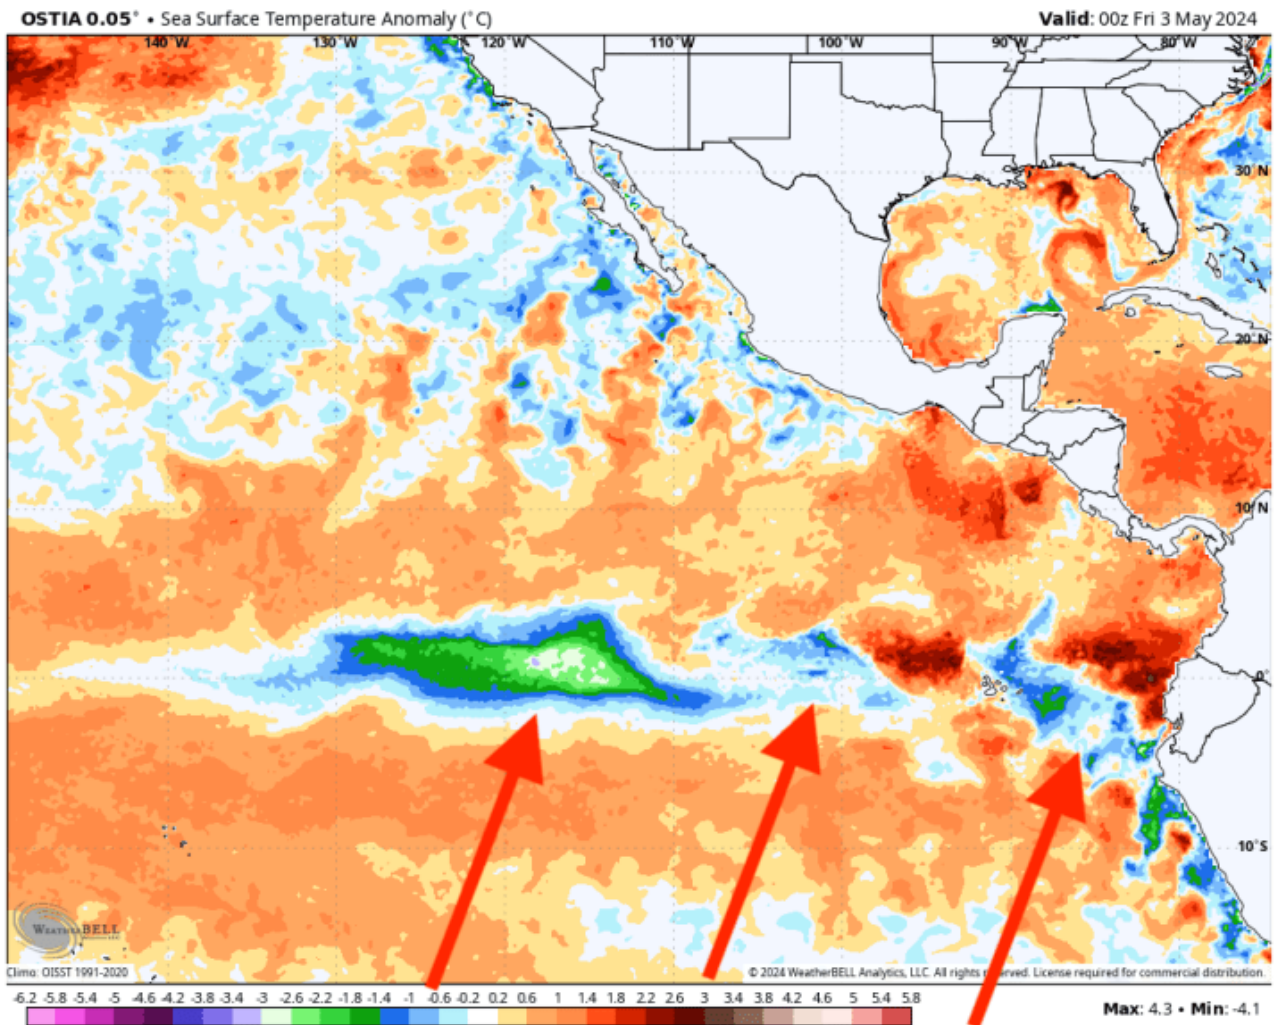 OSTIA 0.05° • Sea Surface Temperature Anomaly (°C)
Valid: 00z Fri 3 May 2024
140°W 130°W 120°W 110°W 100°W 90°W 80°W
30°N
20°N
10°N
0°
10°S
WEATHERBELL
Climo: OISST 1991-2020
© 2024 WeatherBELL Analytics, LLC. All rights reserved. License required for commercial distribution.
-6.2 -5.8 -5.4 -5 -4.6 -4.2 -3.8 -3.4 -3 -2.6 -2.2 -1.8 -1.4 -1 -0.6 -0.2 0.2 0.6 1 1.4 1.8 2.2 2.6 3 3.4 3.8 4.2 4.6 5 5.4 5.8
Max: 4.3 • Min: -4.1